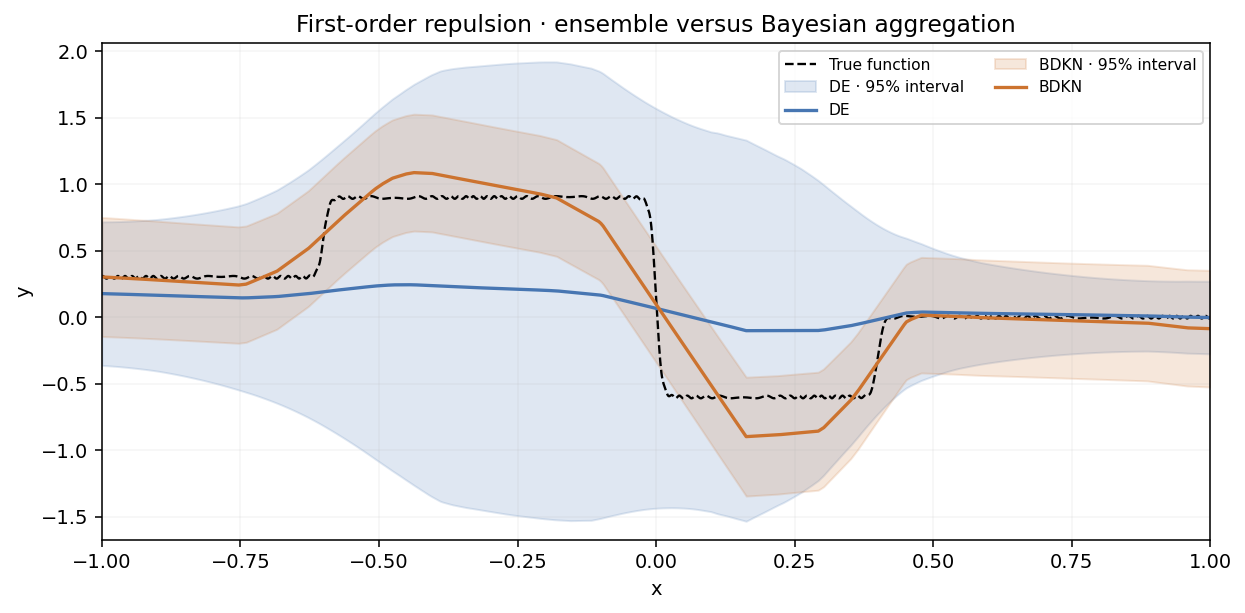 First-order repulsion · ensemble versus Bayesian aggregation
True function
DE · 95% interval
DE
BDKN · 95% interval
BDKN
y
2.0
1.5
1.0
0.5
0.0
−0.5
−1.0
−1.5
−1.00 −0.75 −0.50 −0.25 0.00 0.25 0.50 0.75 1.00
x